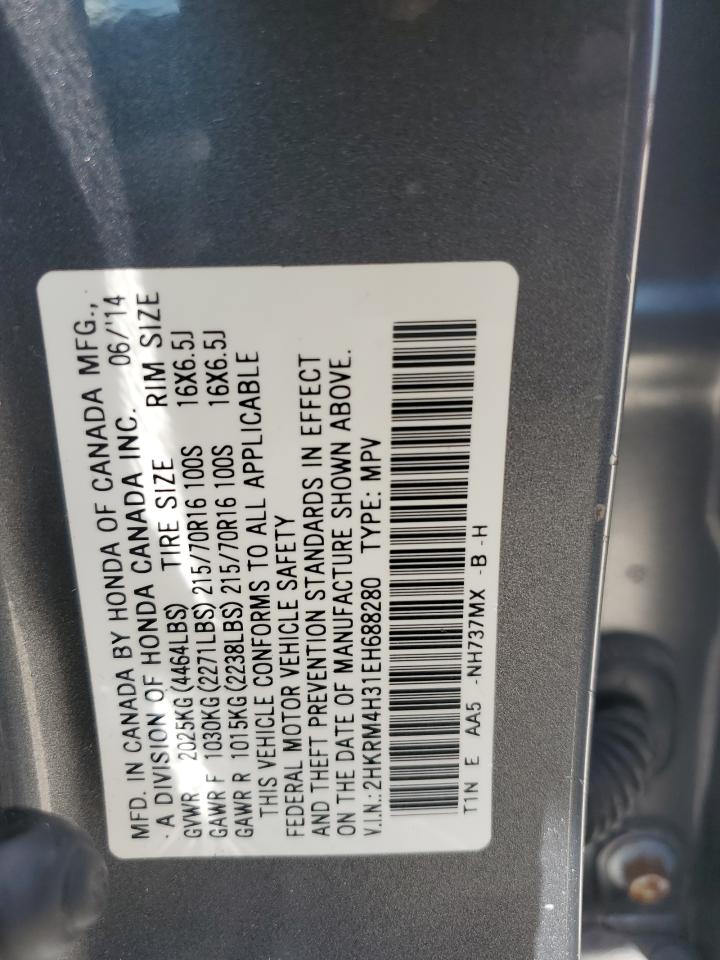 MFD. IN CANADA BY HONDA OF CANADA MFG.,
A DIVISION OF HONDA CANADA INC. 06/'14
GVWR 2025KG(4464LBS) TIRE SIZE RIM SIZE
GAWR F 1030KG(2271LBS) 215/70R16 100S 16X6.5J
GAWR R 1015KG(2238LBS) 215/70R16 100S 16X6.5J
THIS VEHICLE CONFORMS TO ALL APPLICABLE
FEDERAL MOTOR VEHICLE SAFETY
AND THEFT PREVENTION STANDARDS IN EFFECT
ON THE DATE OF MANUFACTURE SHOWN ABOVE.
V.I.N.:2HKRM4H31EH688280 TYPE: MPV
T1N E AA5 -NH737MX -B -H